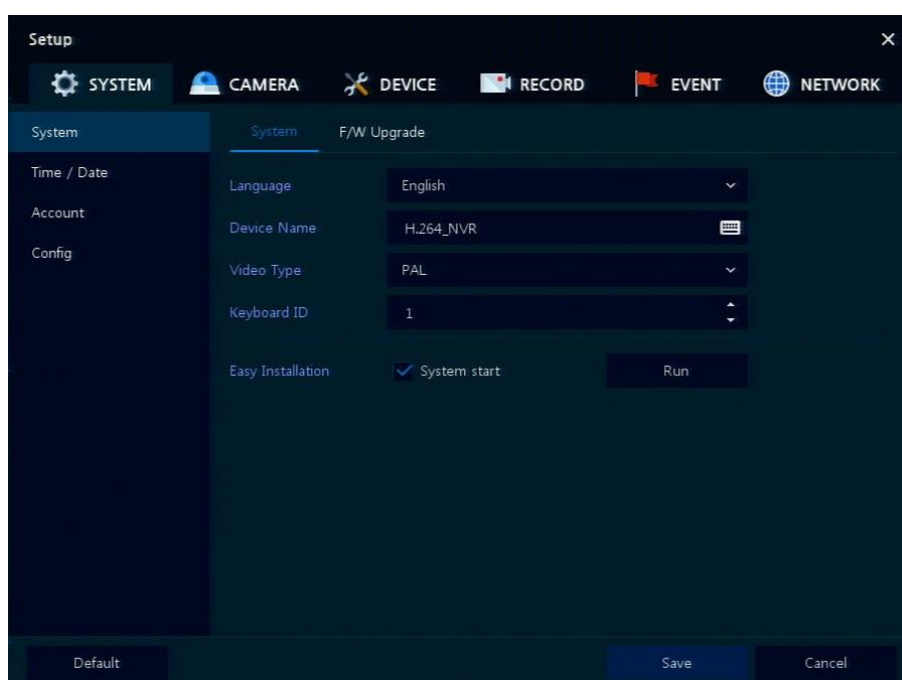 Setup
SYSTEM CAMERA DEVICE RECORD EVENT NETWORK
System System F/W Upgrade
Time / Date
Language English
Account
Device Name H.264_NVR
Config
Video Type PAL
Keyboard ID 1
Easy Installation System start Run
Default Save Cancel